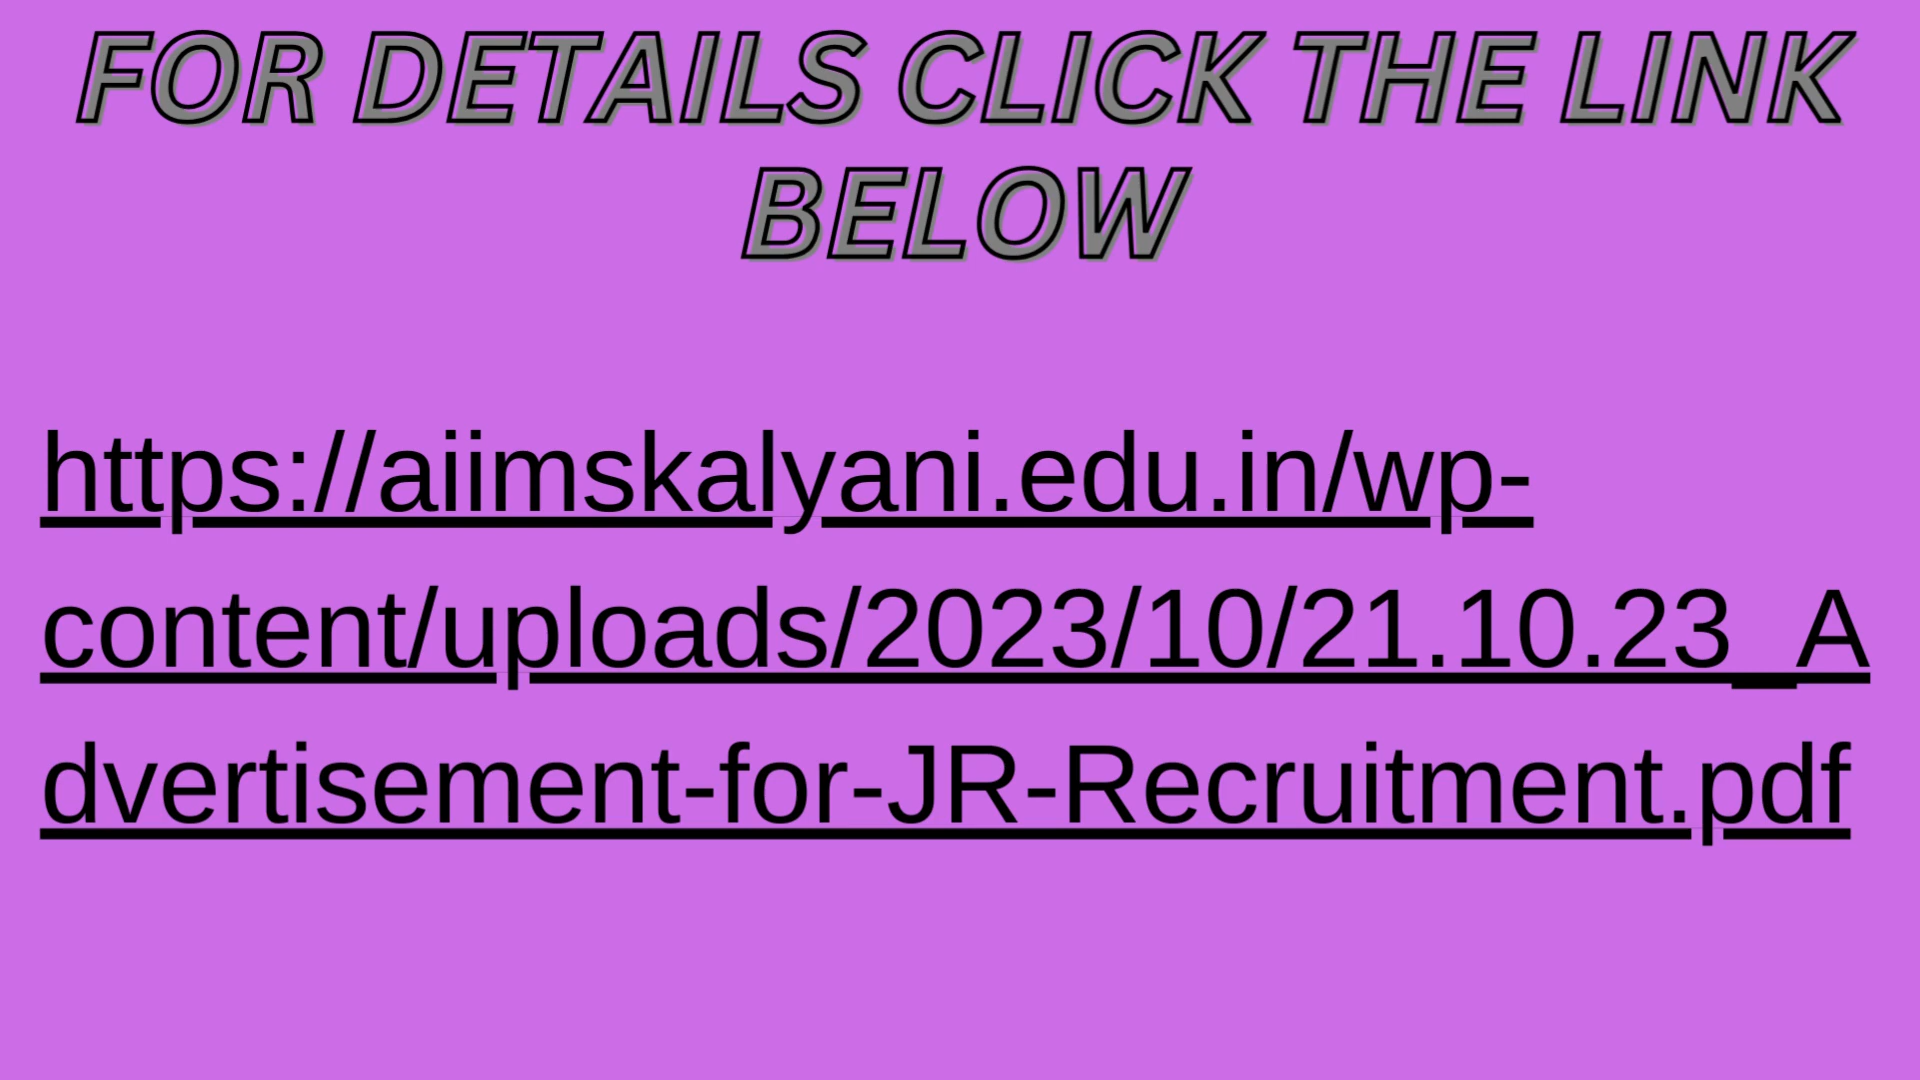 FOR DETAILS CLICK THE LINK
BELOW
https://aiimskalyani.edu.in/wp-
content/uploads/2023/10/21.10.23_A
dvertisement-for-JR-Recruitment.pdf